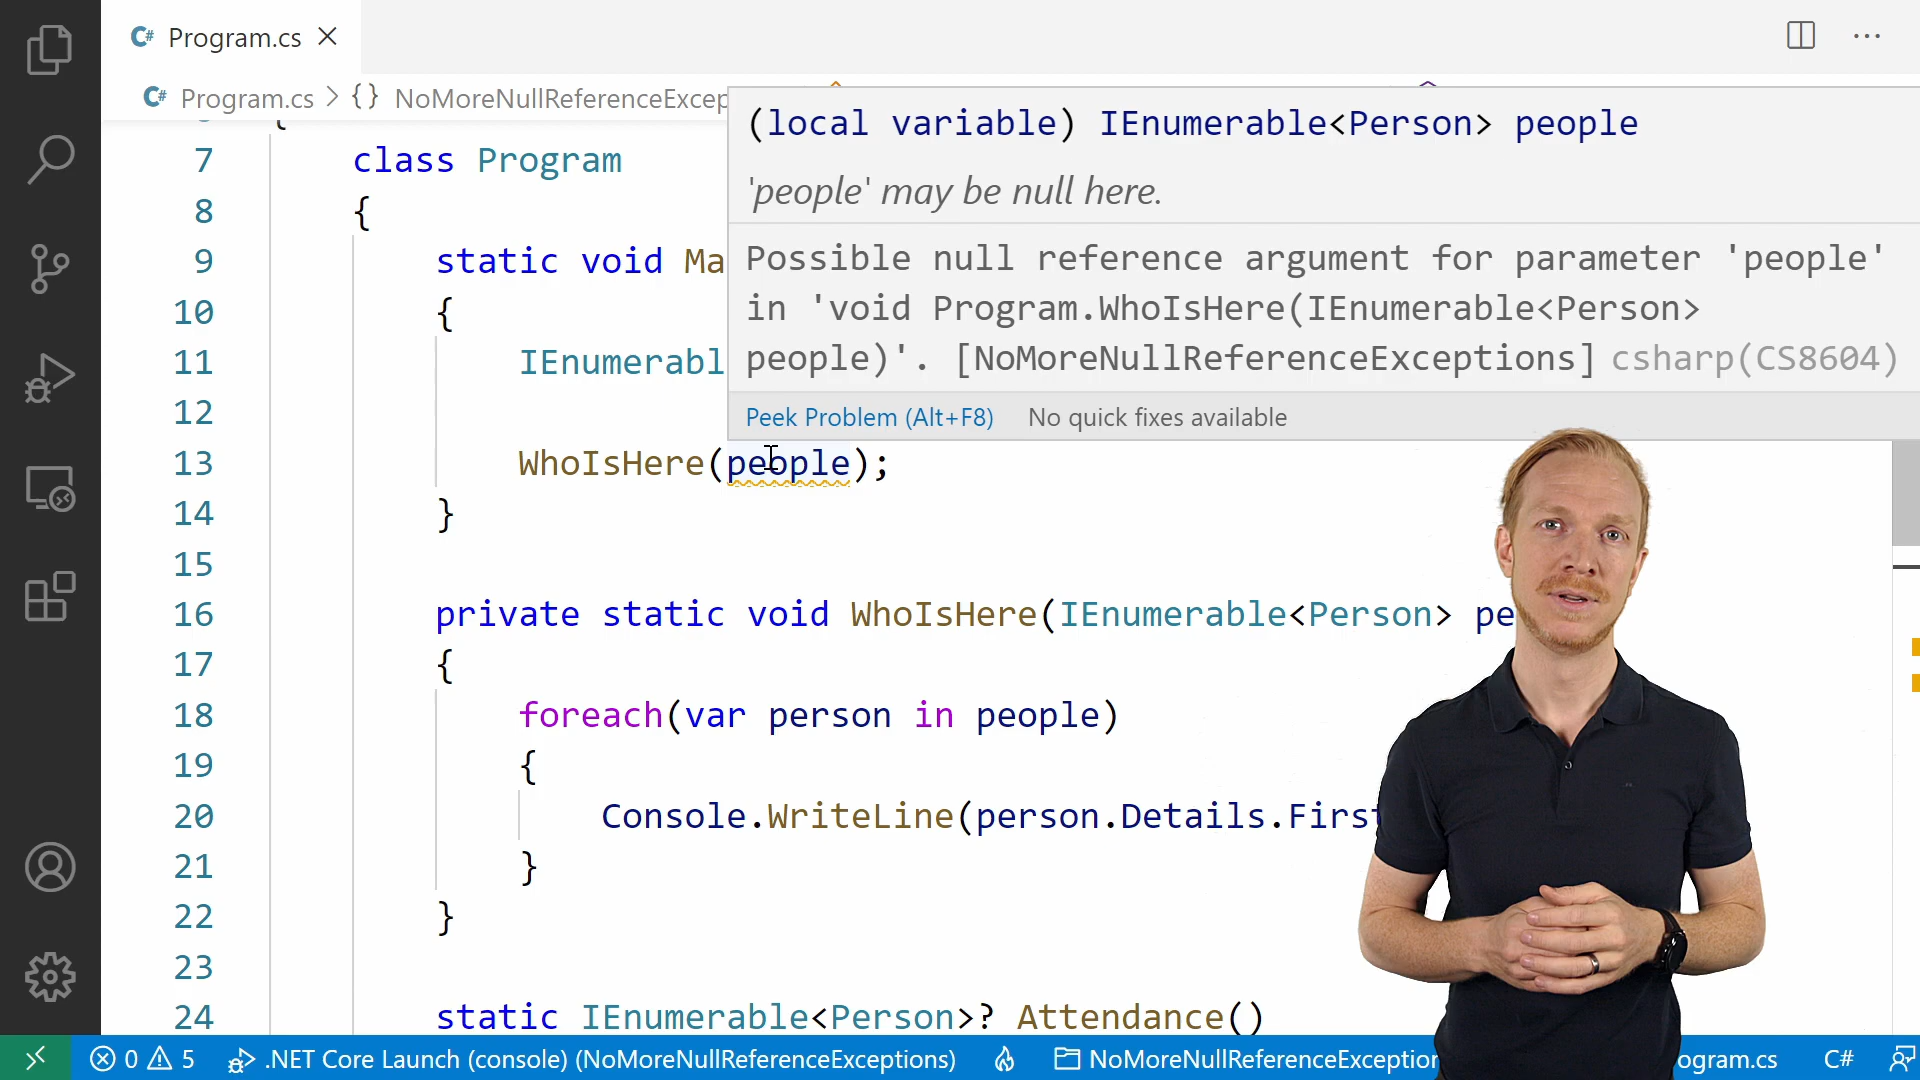 C# Program.cs
C# Program.cs > {} NoMoreNullReferenceExcep
(local variable) IEnumerable<Person> people
'people' may be null here.
Possible null reference argument for parameter 'people'
in 'void Program.WhoIsHere(IEnumerable<Person>
people)'. [NoMoreNullReferenceExceptions] csharp(CS8604)
Peek Problem (Alt+F8) No quick fixes available
7 class Program
8 {
9 static void Ma
10 {
11 IEnumerabl
12
13 WhoIsHere(people);
14 }
15
16 private static void WhoIsHere(IEnumerable<Person> pe
17 {
18 foreach(var person in people)
19 {
20 Console.WriteLine(person.Details.First
21 }
22 }
23
24 static IEnumerable<Person>? Attendance()
0 5 .NET Core Launch (console) (NoMoreNullReferenceExceptions) NoMoreNullReferenceException ogram.cs C#